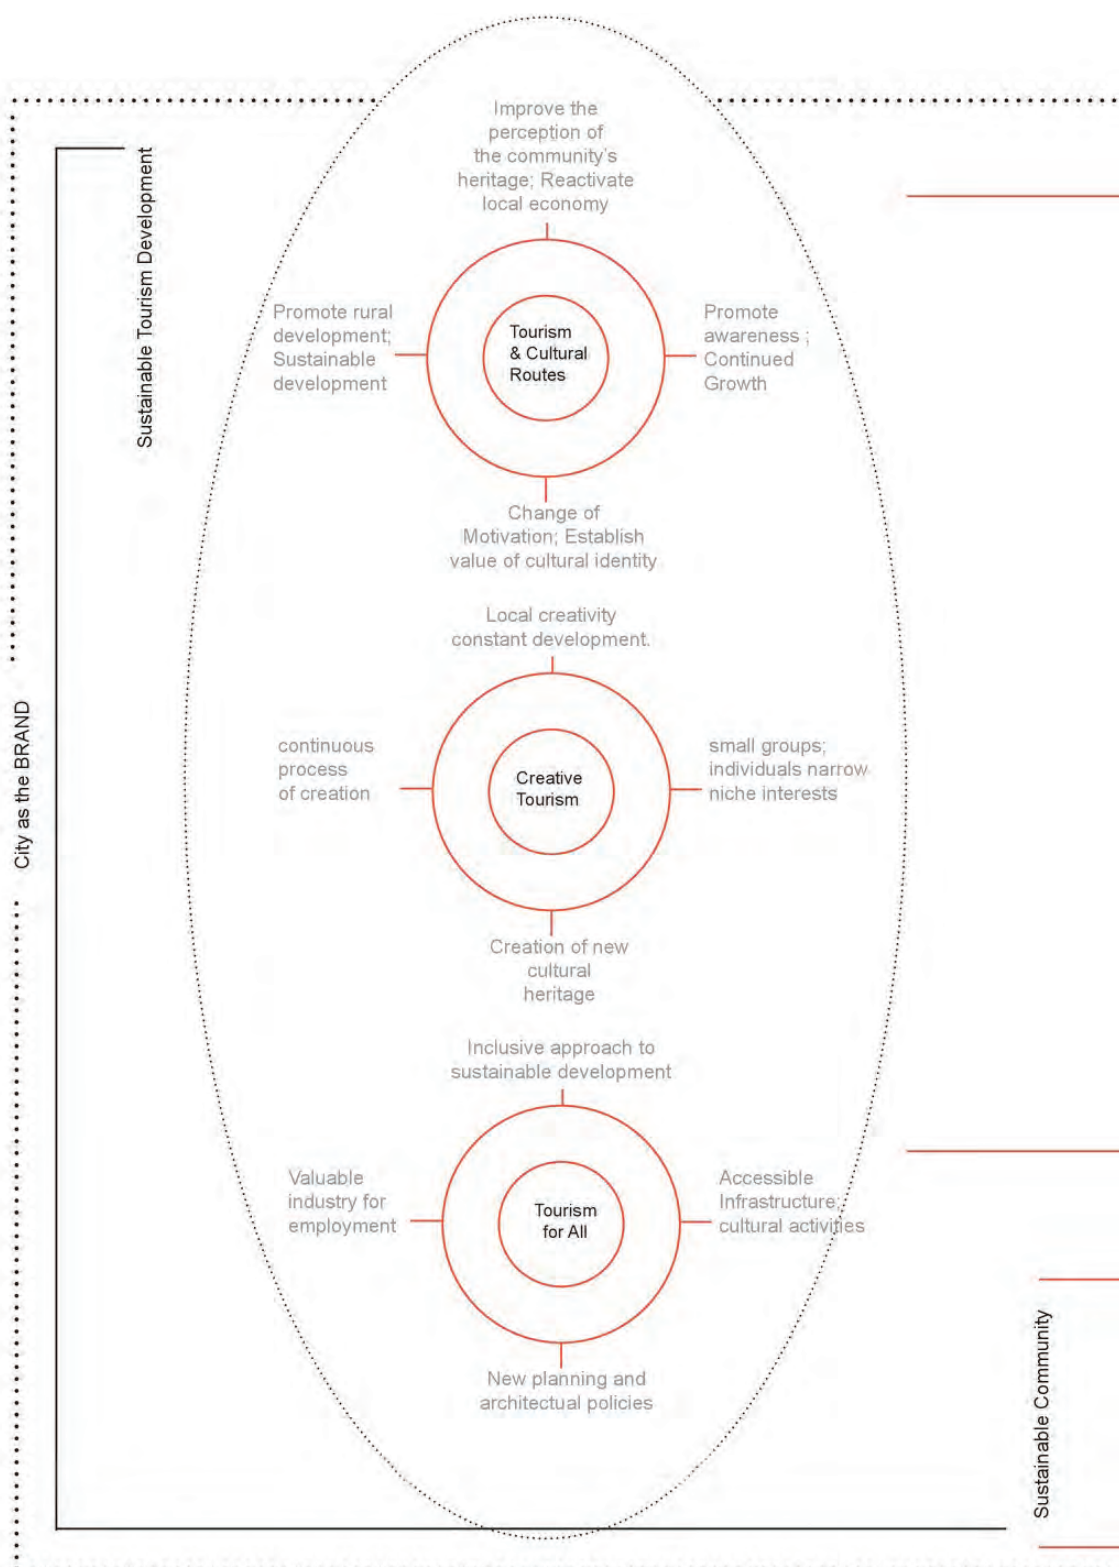 Improve the
perception of
the community's
heritage; Reactivate
local economy
Sustainable Tourism Development
Promote rural
development;
Sustainable
development
Tourism
& Cultural
Routes
Promote
awareness ;
Continued
Growth
Change of
Motivation; Establish
value of cultural identity
Local creativity
constant development.
City as the BRAND
continuous
process
of creation
Creative
Tourism
small groups;
individuals narrow
niche interests
Creation of new
cultural
heritage
Inclusive approach to
sustainable development
Valuable
industry for
employment
Tourism
for All
Accessible
Infrastructure;
cultural activities
New planning and
architectual policies
Sustainable Community